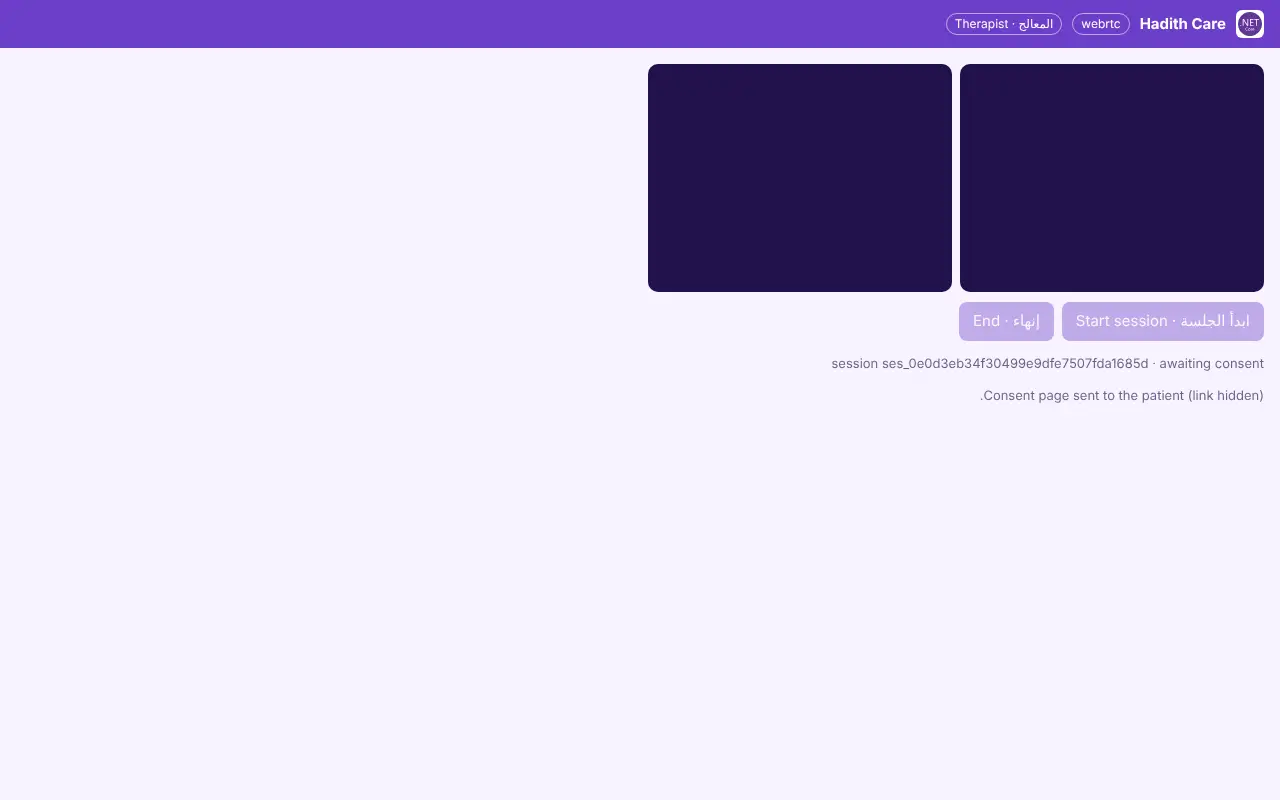 .NET
Core
Hadith Care
webrtc
Therapist · المعالج
ابدأ الجلسة · Start session
إنهاء · End
session ses_0e0d3eb34f30499e9dfe7507fda1685d · awaiting consent
Consent page sent to the patient (link hidden).